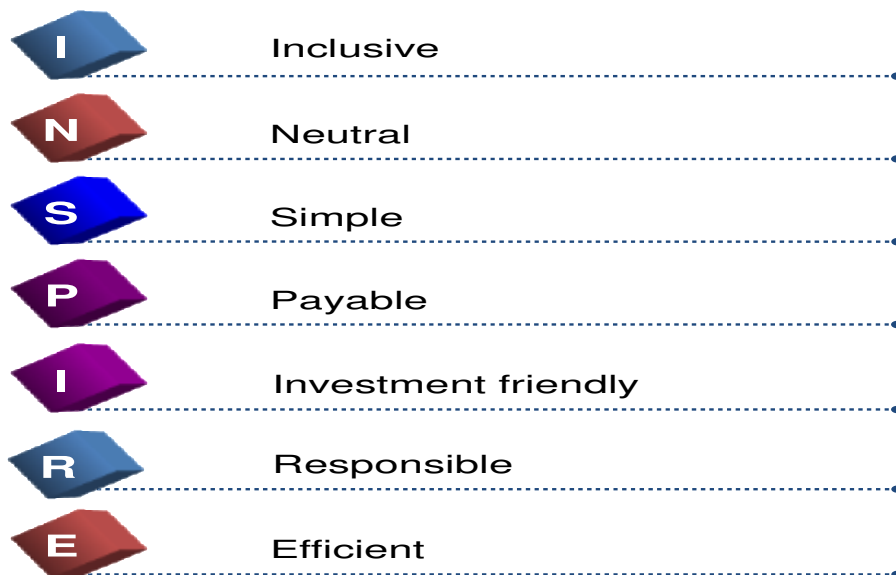 I Inclusive
N Neutral
S Simple
P Payable
I Investment friendly
R Responsible
E Efficient